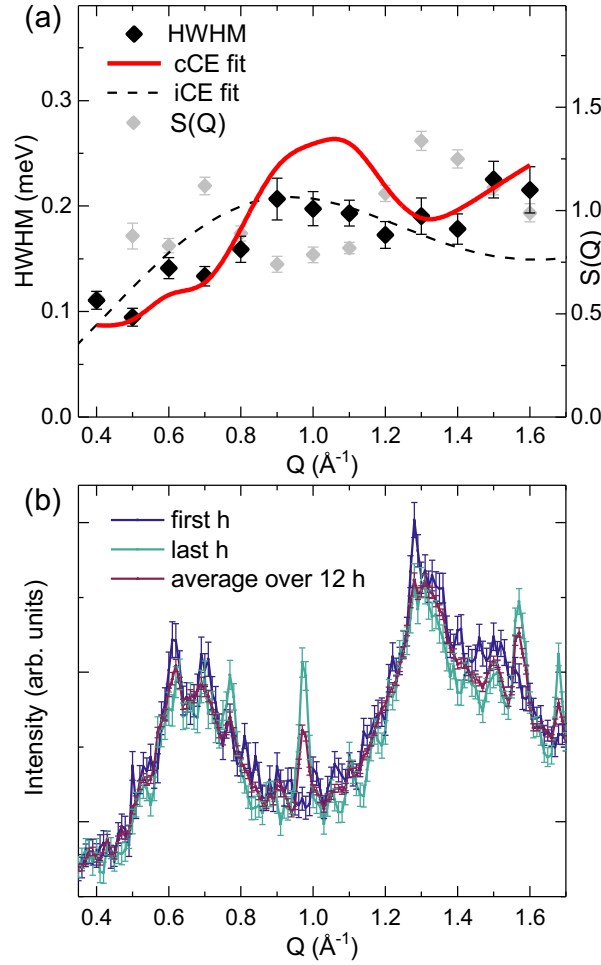 (a)
HWHM
cCE fit
iCE fit
S(Q)
HWHM (meV)
0.3
0.2
0.1
0.0
S(Q)
1.5
1.0
0.5
0
0.4 0.6 0.8 1.0 1.2 1.4 1.6
Q (Å⁻¹)
(b)
first h
last h
average over 12 h
Intensity (arb. units)
0.4 0.6 0.8 1.0 1.2 1.4 1.6
Q (Å⁻¹)